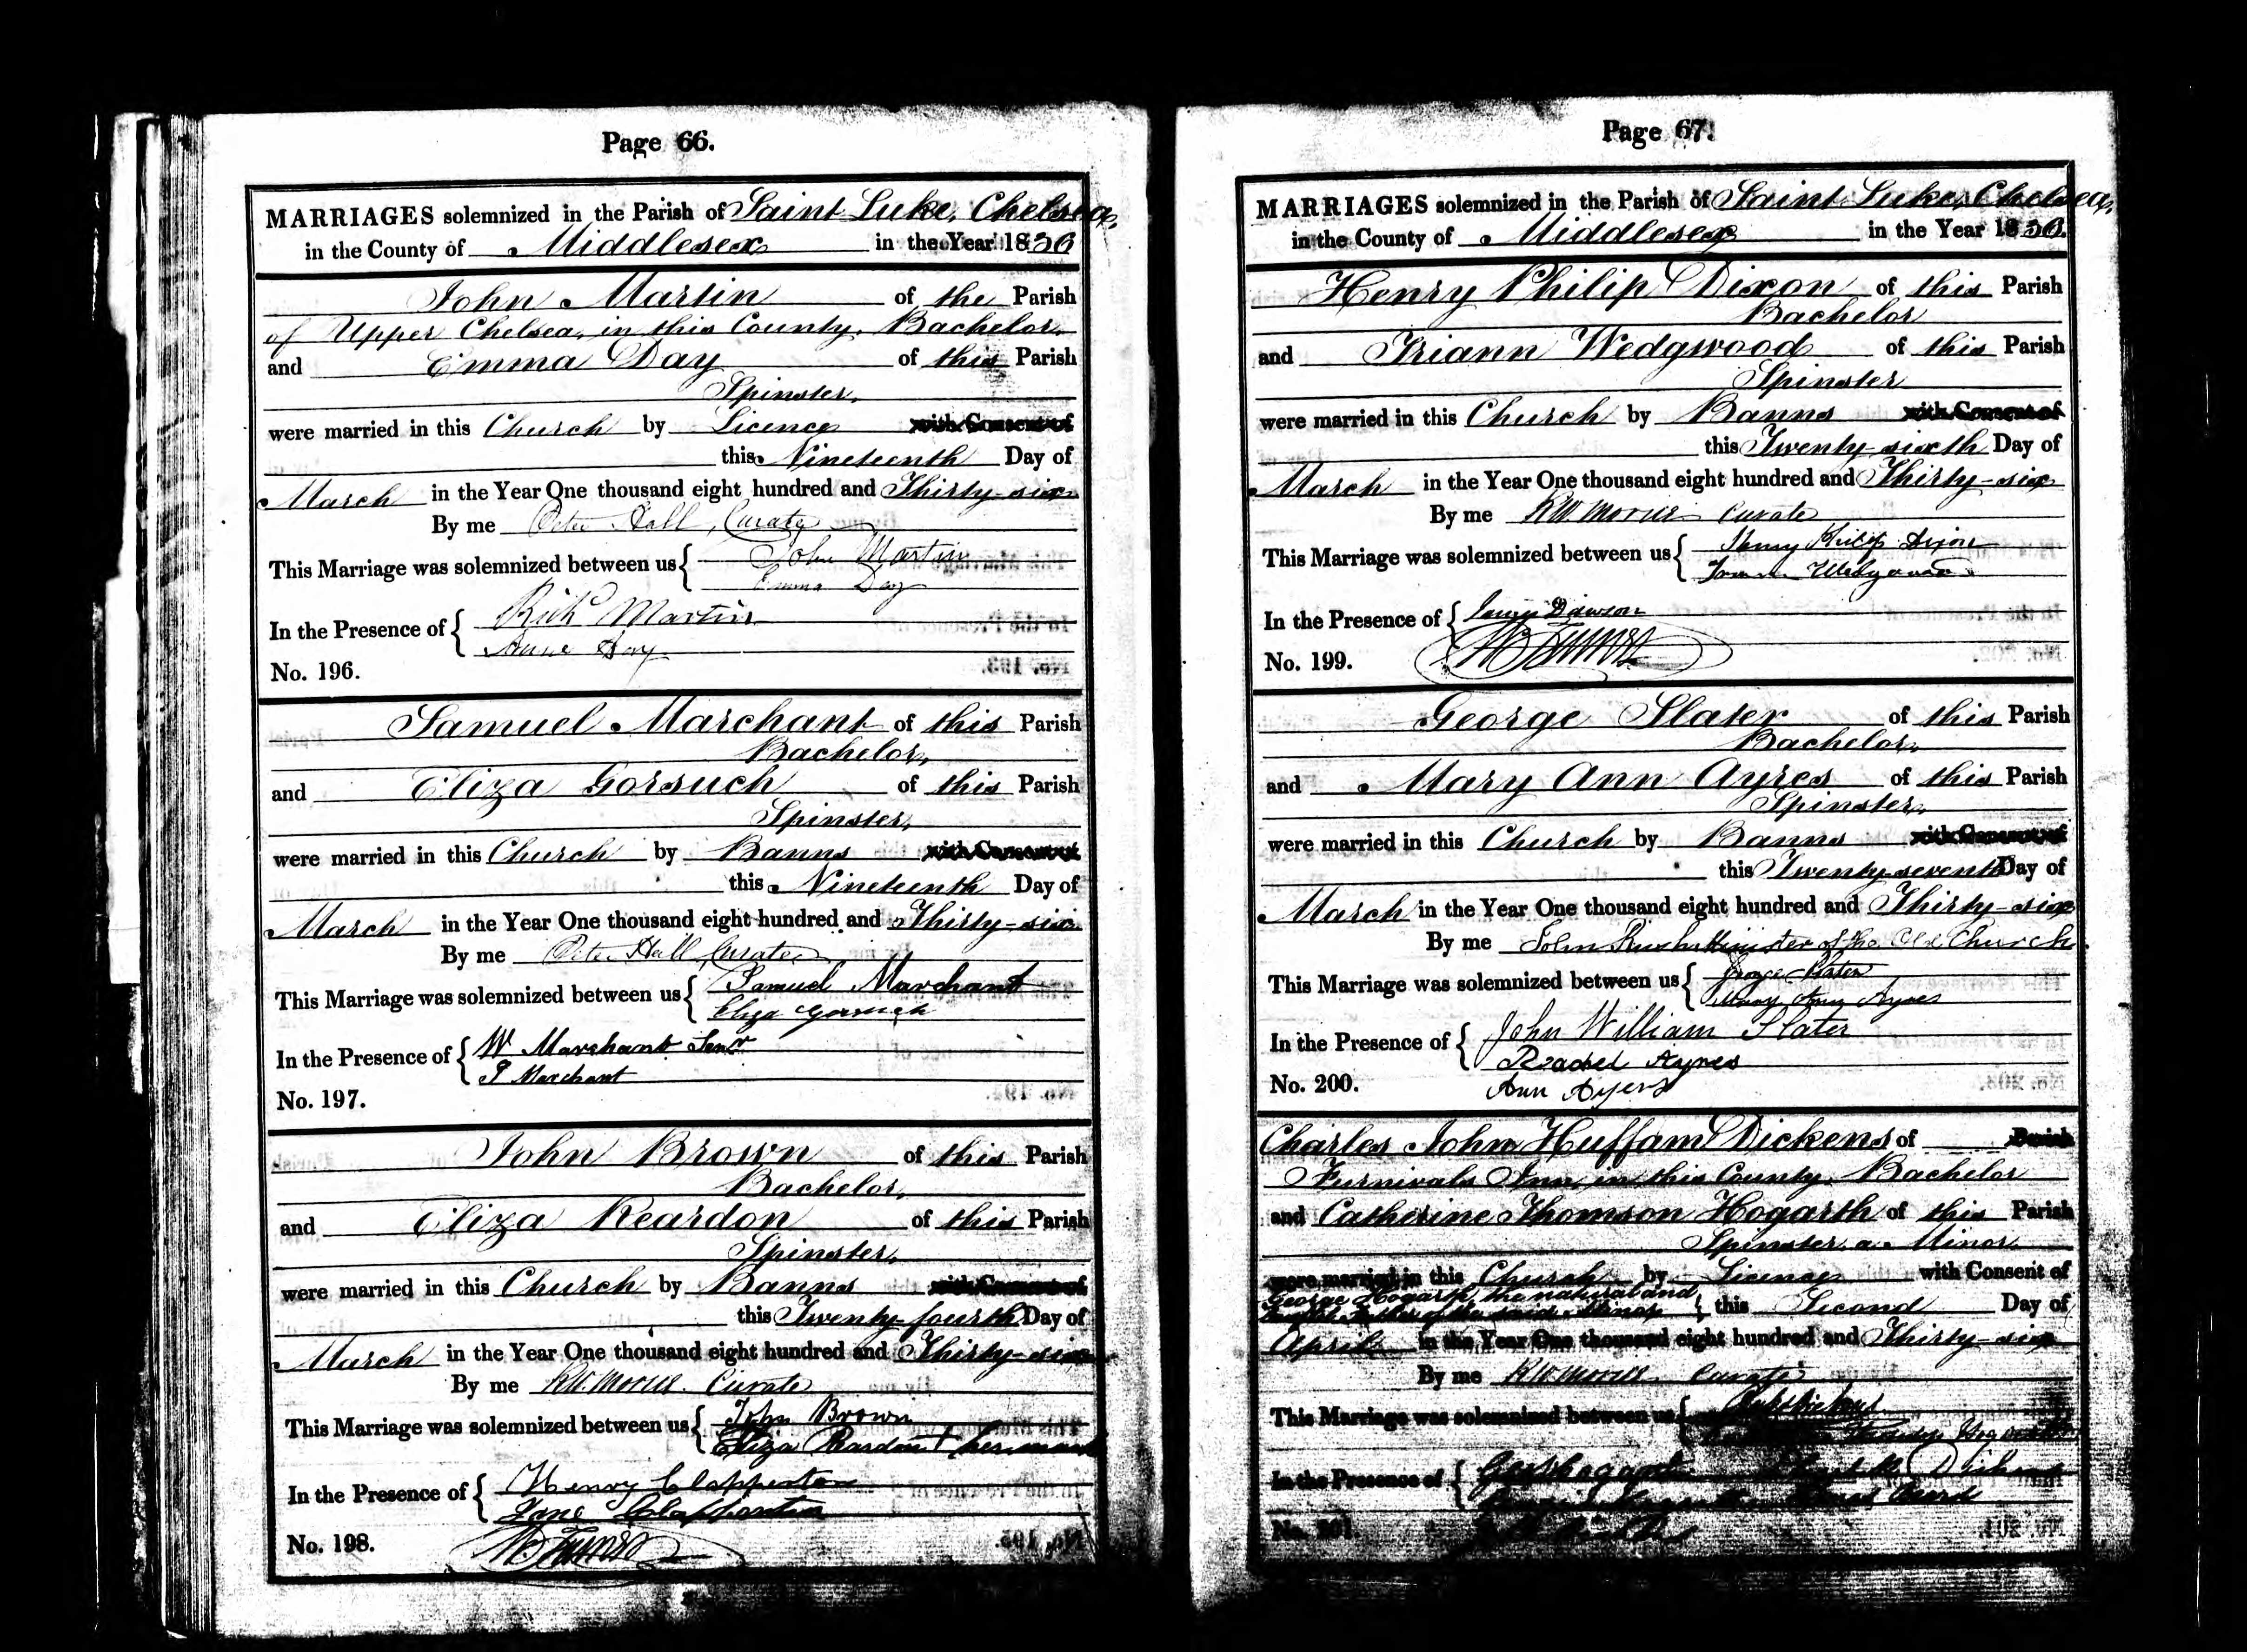 Page 66.
MARRIAGES solemnized in the Parish of Saint Luke, Chelsea,
in the County of Middlesex in the Year 1836
John Martin of the Parish
of Upper Chelsea, in this County, Bachelor.
and Emma Day of this Parish
Spinster.
were married in this Church by Licence with Consent of
this Nineteenth Day of
March in the Year One thousand eight hundred and Thirty-six
By me Peter Hall, Curate
This Marriage was solemnized between us { John Martin
Emma Day
In the Presence of { Richd Martin
Anne Day
No. 196.
Samuel Marchant of this Parish
Bachelor,
and Eliza Gorsuch of this Parish
Spinster,
were married in this Church by Banns with Consent of
this Nineteenth Day of
March in the Year One thousand eight hundred and Thirty-six
By me Peter Hall, Curate
This Marriage was solemnized between us { Samuel Marchant
Eliza Gorsuch
In the Presence of { W Marchant Senr
P Marchant
No. 197.
John Brown of this Parish
Bachelor,
and Eliza Reardon of this Parish
Spinster,
were married in this Church by Banns with Consent of
this Twenty-fourth Day of
March in the Year One thousand eight hundred and Thirty-six
By me R W Morris Curate
This Marriage was solemnized between us { John Brown
Eliza Reardon + her mark
In the Presence of { Henry Clapperton
Jane Clapperton
No. 198.
Page 67.
MARRIAGES solemnized in the Parish of Saint Luke, Chelsea,
in the County of Middlesex in the Year 1836.
Henry Philip Dixon of this Parish
Bachelor
and Triann Wedgwood of this Parish
Spinster
were married in this Church by Banns with Consent of
this Twenty-sixth Day of
March in the Year One thousand eight hundred and Thirty-six
By me R W Morris Curate
This Marriage was solemnized between us { Henry Philip Dixon
Wedgwood
In the Presence of { Dawson
No. 199.
George Slater of this Parish
Bachelor,
and Mary Ann Ayres of this Parish
Spinster,
were married in this Church by Banns with Consent of
this Twenty-seventh Day of
March in the Year One thousand eight hundred and Thirty-six
By me John Rush Minister of the Old Church
This Marriage was solemnized between us { George Slater
Mary Ann Ayres
In the Presence of { John William Slater
Rachel Ayres
No. 200. Ann Ayers
Charles John Huffam Dickens of Parish
Furnivals Inn, in this County, Bachelor
and Catherine Thomson Hogarth of this Parish
Spinster, a Minor
were married in this Church by Licence with Consent of
George Hogarth, the natural and
lawful Father of the said Minor } this Second Day of
April in the Year One thousand eight hundred and Thirty-six
By me R W Morris Curate
This Marriage was solemnized between us { Chas Dickens
Hogarth
In the Presence of { Geo Hogarth Dickens
No. 201.